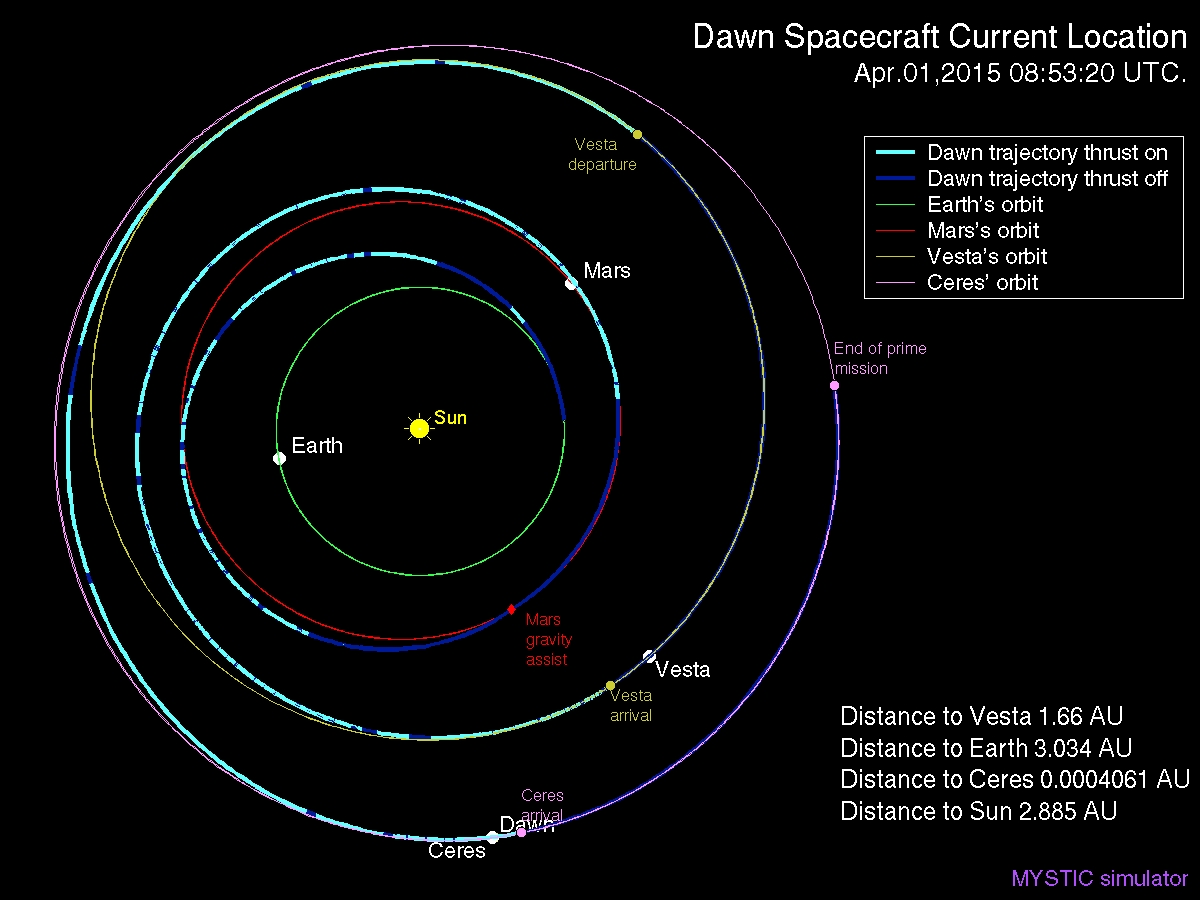 Dawn Spacecraft Current Location
Apr.01,2015 08:53:20 UTC.
Vesta
departure
Dawn trajectory thrust on
Dawn trajectory thrust off
Earth's orbit
Mars's orbit
Vesta's orbit
Ceres' orbit
Mars
End of prime
mission
Sun
Earth
Mars
gravity
assist
Vesta
Vesta
arrival
Distance to Vesta 1.66 AU
Distance to Earth 3.034 AU
Distance to Ceres 0.0004061 AU
Distance to Sun 2.885 AU
Ceres
arrival
Dawn
Ceres
MYSTIC simulator